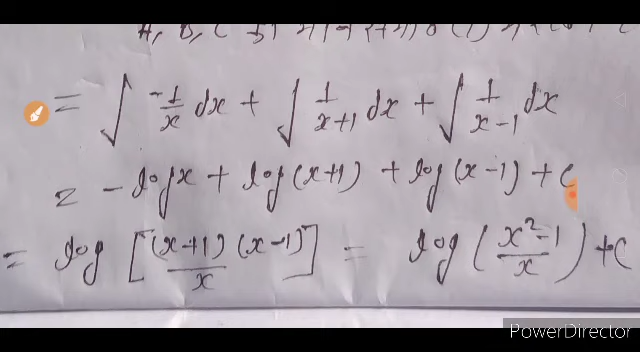 = ∫ -1/x dx + ∫ 1/x+1 dx + ∫ 1/x-1 dx
= - log x + log (x+1) + log (x-1) + C
= log [(x+1) (x-1)/x] = log (x²-1/x) + C
PowerDirector